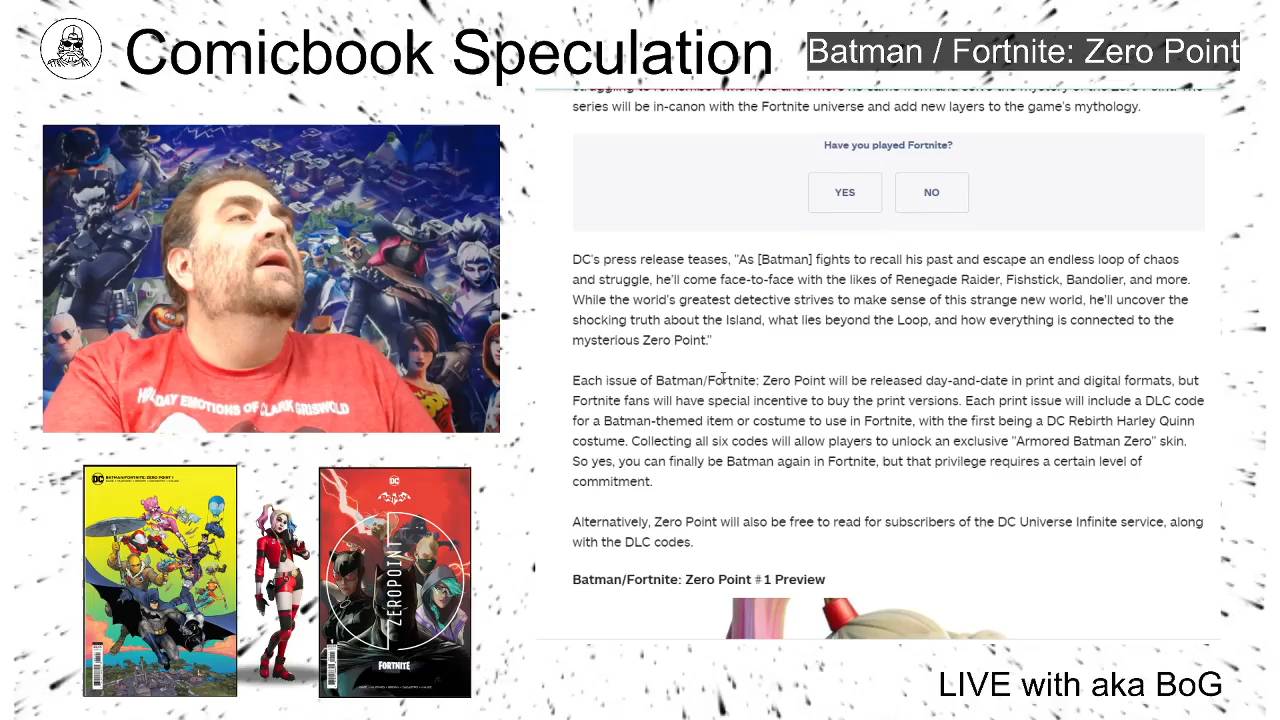 Comicbook Speculation
Batman / Fortnite: Zero Point
series will be in-canon with the Fortnite universe and add new layers to the game's mythology.
Have you played Fortnite?
YES
NO
DC's press release teases, "As [Batman] fights to recall his past and escape an endless loop of chaos
and struggle, he'll come face-to-face with the likes of Renegade Raider, Fishstick, Bandolier, and more.
While the world's greatest detective strives to make sense of this strange new world, he'll uncover the
shocking truth about the Island, what lies beyond the Loop, and how everything is connected to the
mysterious Zero Point."
Each issue of Batman/Fortnite: Zero Point will be released day-and-date in print and digital formats, but
Fortnite fans will have special incentive to buy the print versions. Each print issue will include a DLC code
for a Batman-themed item or costume to use in Fortnite, with the first being a DC Rebirth Harley Quinn
costume. Collecting all six codes will allow players to unlock an exclusive "Armored Batman Zero" skin.
So yes, you can finally be Batman again in Fortnite, but that privilege requires a certain level of
commitment.
Alternatively, Zero Point will also be free to read for subscribers of the DC Universe Infinite service, along
with the DLC codes.
Batman/Fortnite: Zero Point #1 Preview
HOLIDAY EMOTIONS OF CLARK GRISWOLD
DC
BATMAN/FORTNITE: ZERO POINT 1
DC
ZEROPOINT
FORTNITE
LIVE with aka BoG